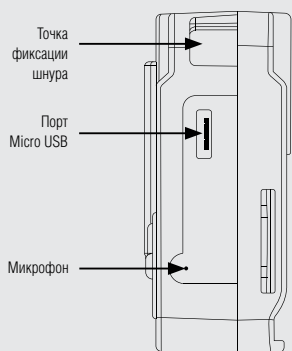 Точка
фиксации
шнура
Порт
Micro USB
Микрофон